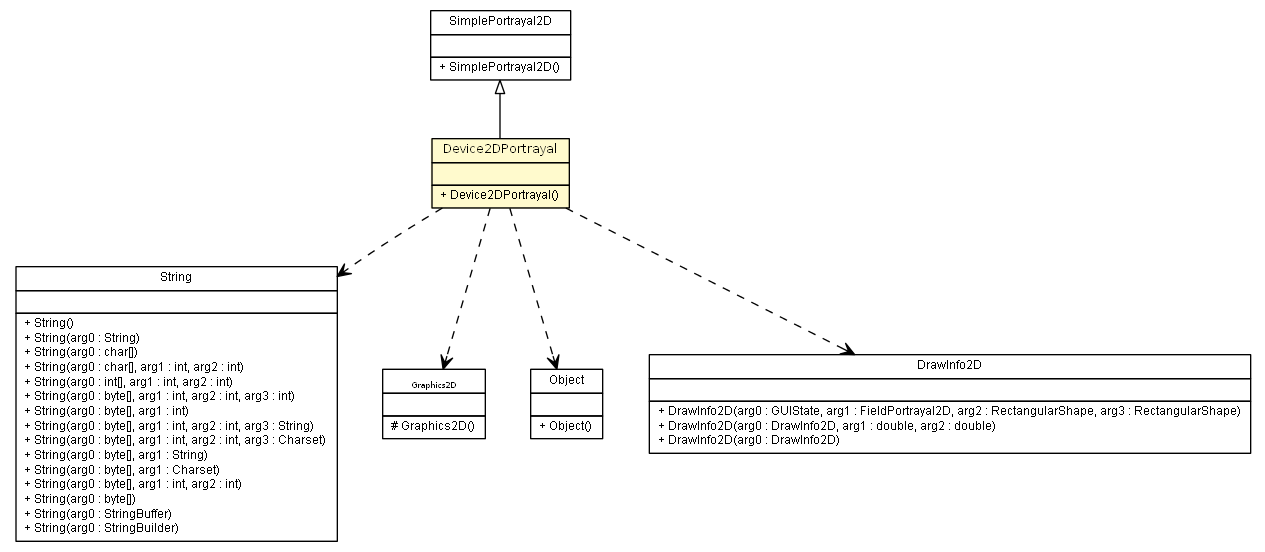 SimplePortrayal2D
+ SimplePortrayal2D()
Device2DPortrayal
+ Device2DPortrayal()
String
+ String()
+ String(arg0 : String)
+ String(arg0 : char[])
+ String(arg0 : char[], arg1 : int, arg2 : int)
+ String(arg0 : int[], arg1 : int, arg2 : int)
+ String(arg0 : byte[], arg1 : int, arg2 : int, arg3 : int)
+ String(arg0 : byte[], arg1 : int)
+ String(arg0 : byte[], arg1 : int, arg2 : int, arg3 : String)
+ String(arg0 : byte[], arg1 : int, arg2 : int, arg3 : Charset)
+ String(arg0 : byte[], arg1 : String)
+ String(arg0 : byte[], arg1 : Charset)
+ String(arg0 : byte[], arg1 : int, arg2 : int)
+ String(arg0 : byte[])
+ String(arg0 : StringBuffer)
+ String(arg0 : StringBuilder)
Graphics2D
# Graphics2D()
Object
+ Object()
DrawInfo2D
+ DrawInfo2D(arg0 : GUIState, arg1 : FieldPortrayal2D, arg2 : RectangularShape, arg3 : RectangularShape)
+ DrawInfo2D(arg0 : DrawInfo2D, arg1 : double, arg2 : double)
+ DrawInfo2D(arg0 : DrawInfo2D)